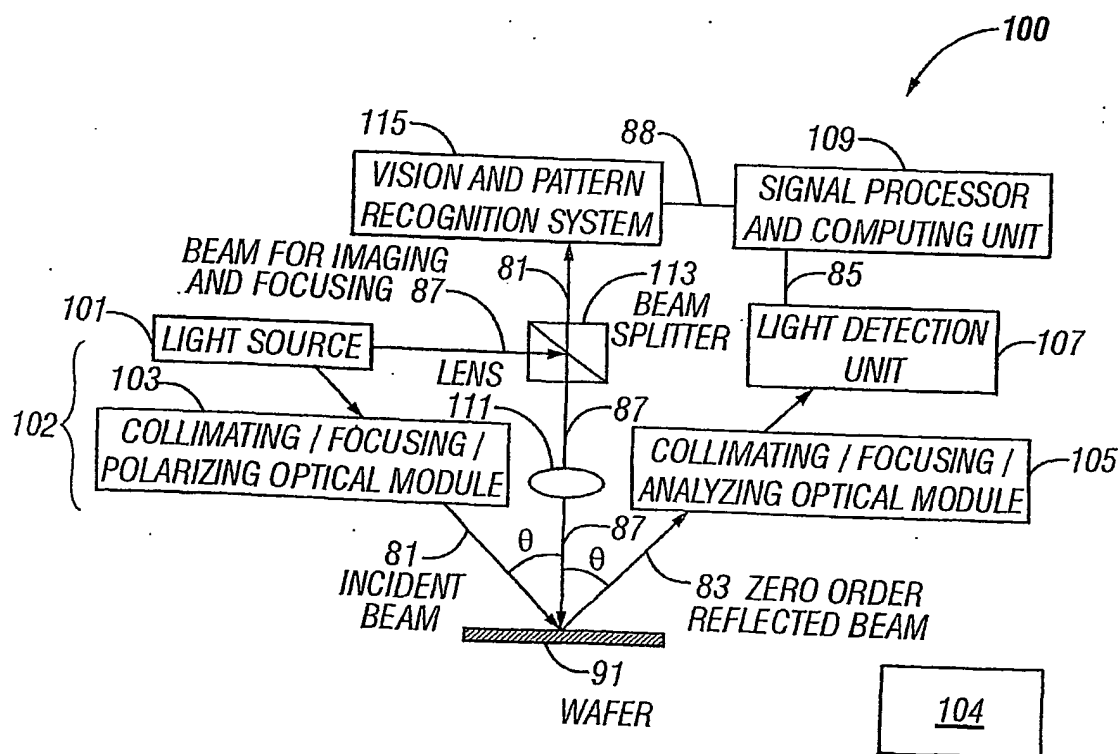 100
115
88
109
VISION AND PATTERN
RECOGNITION SYSTEM
SIGNAL PROCESSOR
AND COMPUTING UNIT
BEAM FOR IMAGING
AND FOCUSING 87
81
113
BEAM
SPLITTER
85
101
LIGHT SOURCE
LIGHT DETECTION
UNIT
107
LENS
103
111
87
102
COLLIMATING / FOCUSING /
POLARIZING OPTICAL MODULE
COLLIMATING / FOCUSING /
ANALYZING OPTICAL MODULE
105
87
θ
θ
81
INCIDENT
BEAM
83 ZERO ORDER
REFLECTED BEAM
91
WAFER
104